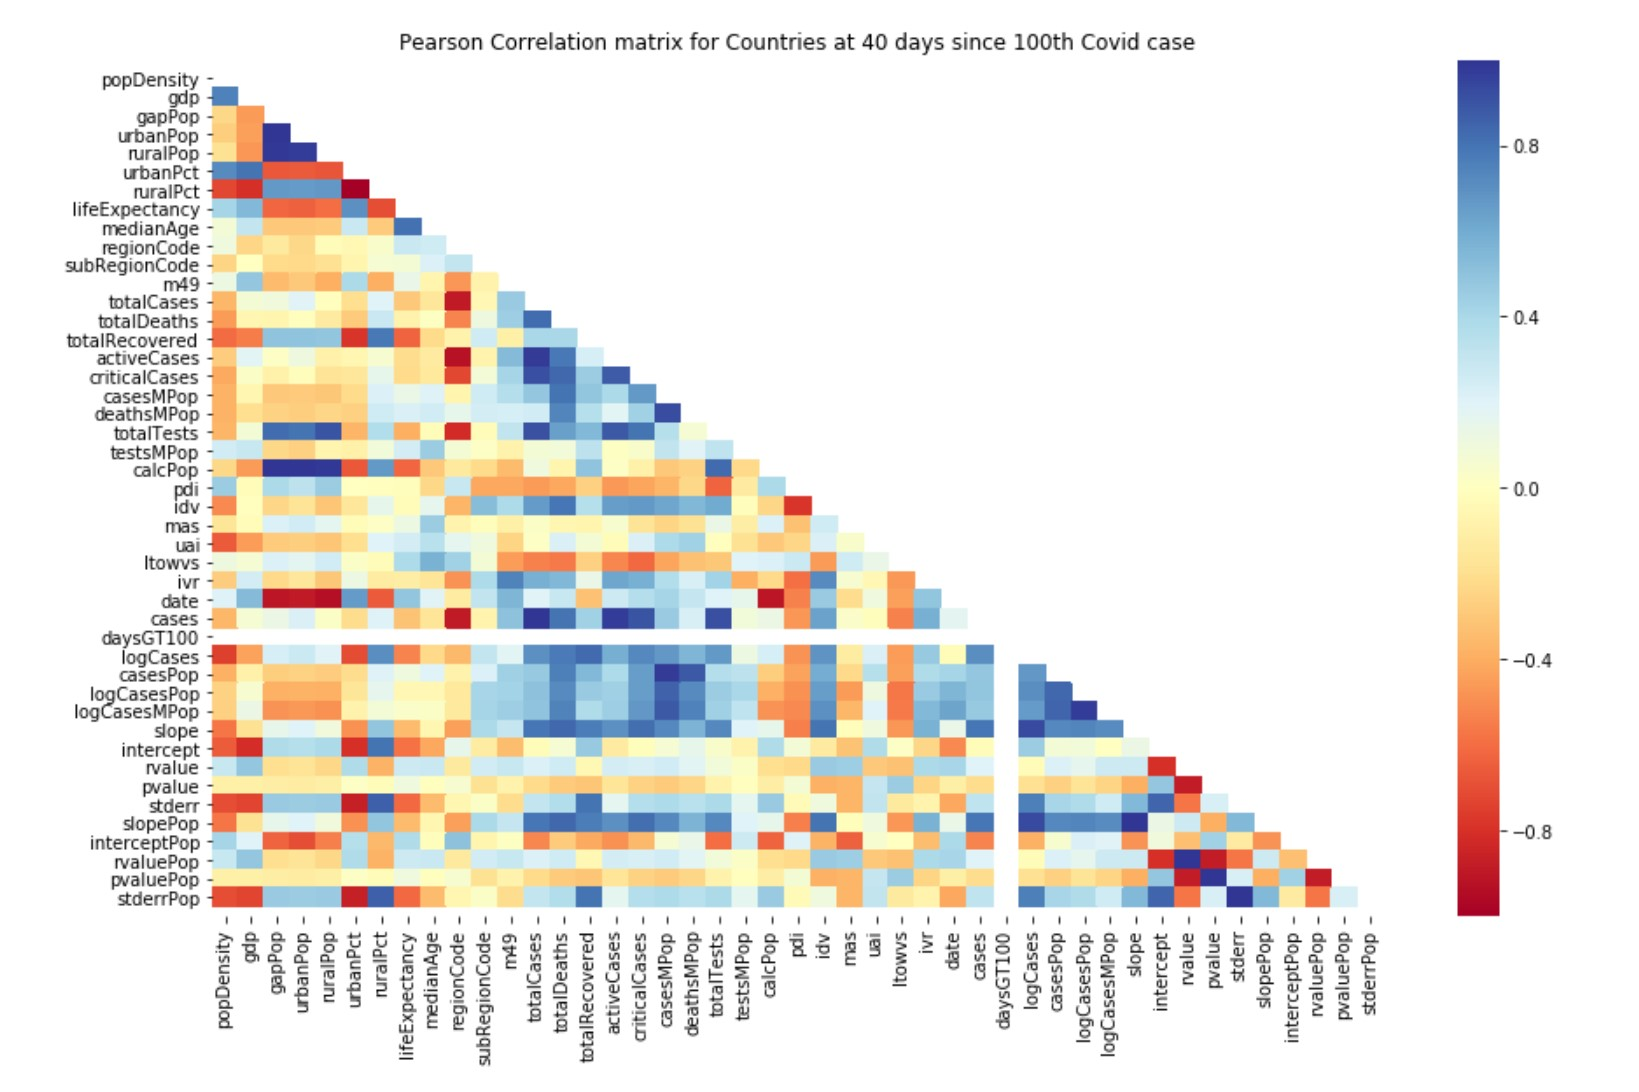 Pearson Correlation matrix for Countries at 40 days since 100th Covid case
popDensity
gdp
gapPop
urbanPop
ruralPop
urbanPct
ruralPct
lifeExpectancy
medianAge
regionCode
subRegionCode
m49
totalCases
totalDeaths
totalRecovered
activeCases
criticalCases
casesMPop
deathsMPop
totalTests
testsMPop
calcPop
pdi
idv
mas
uai
ltowvs
ivr
date
cases
daysGT100
logCases
casesPop
logCasesPop
logCasesMPop
slope
intercept
rvalue
pvalue
stderr
slopePop
interceptPop
rvaluePop
pvaluePop
stderrPop
popDensity
gdp
gapPop
urbanPop
ruralPop
urbanPct
ruralPct
lifeExpectancy
medianAge
regionCode
subRegionCode
m49
totalCases
totalDeaths
totalRecovered
activeCases
criticalCases
casesMPop
deathsMPop
totalTests
testsMPop
calcPop
pdi
idv
mas
uai
ltowvs
ivr
date
cases
daysGT100
logCases
casesPop
logCasesPop
logCasesMPop
slope
intercept
rvalue
pvalue
stderr
slopePop
interceptPop
rvaluePop
pvaluePop
stderrPop
0.8
0.4
0.0
−0.4
−0.8